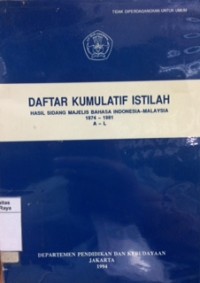 TIDAK DIPERDAGANGKAN UNTUK UMUM
DAFTAR KUMULATIF ISTILAH
HASIL SIDANG MAJELIS BAHASA INDONESIA-MALAYSIA
1974 - 1991
A - L
DEPARTEMEN PENDIDIKAN DAN KEBUDAYAAN
JAKARTA
1994